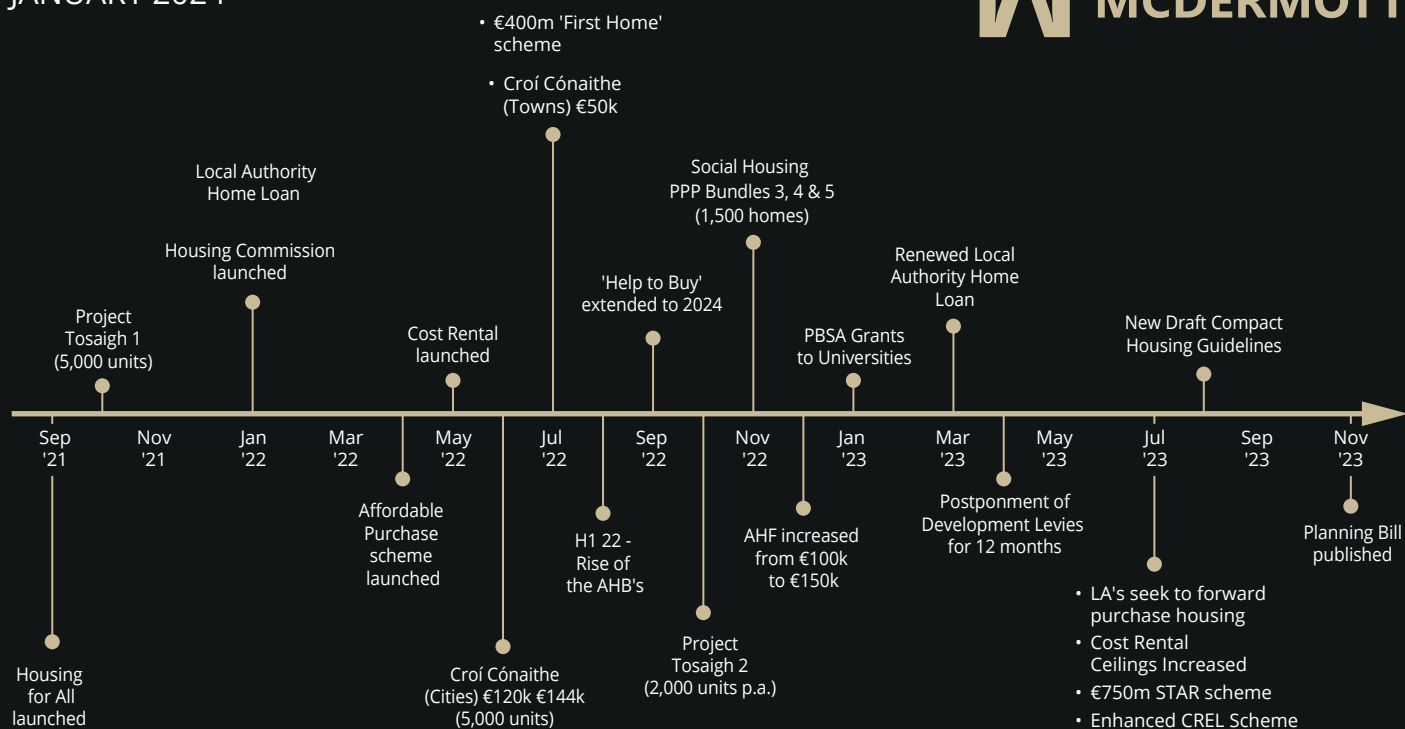 JANUARY 2024
MCDERMOTT
• €400m 'First Home'
scheme
• Croí Cónaithe
(Towns) €50k
Local Authority
Home Loan
Housing Commission
launched
Project
Tosaigh 1
(5,000 units)
Cost Rental
launched
'Help to Buy'
extended to 2024
Social Housing
PPP Bundles 3, 4 & 5
(1,500 homes)
PBSA Grants
to Universities
Renewed Local
Authority Home
Loan
New Draft Compact
Housing Guidelines
Sep
'21
Nov
'21
Jan
'22
Mar
'22
May
'22
Jul
'22
Sep
'22
Nov
'22
Jan
'23
Mar
'23
May
'23
Jul
'23
Sep
'23
Nov
'23
Housing
for All
launched
Affordable
Purchase
scheme
launched
Croí Cónaithe
(Cities) €120k €144k
(5,000 units)
H1 22 -
Rise of
the AHB's
Project
Tosaigh 2
(2,000 units p.a.)
AHF increased
from €100k
to €150k
Postponment of
Development Levies
for 12 months
• LA's seek to forward
purchase housing
• Cost Rental
Ceilings Increased
• €750m STAR scheme
• Enhanced CREL Scheme
Planning Bill
published